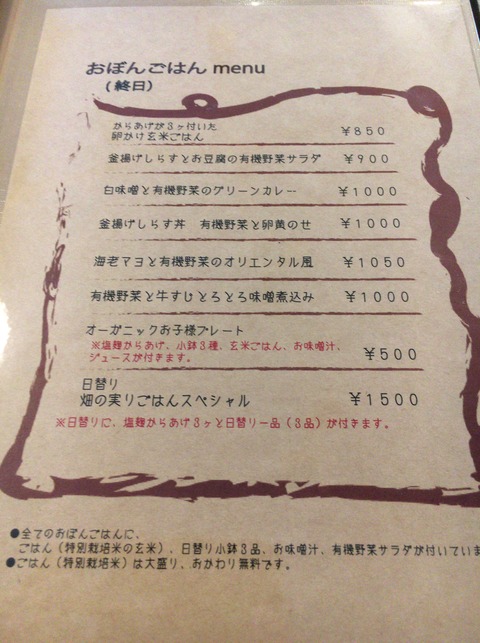 おぼんごはん menu
(終日)
からあげが3ヶ付いた
卵かけ玄米ごはん ¥850
釜揚げしらすとお豆腐の有機野菜サラダ ¥900
白味噌と有機野菜のグリーンカレー ¥1000
釜揚げしらす丼 有機野菜と卵黄のせ ¥1000
海老マヨと有機野菜のオリエンタル風 ¥1050
有機野菜と牛すじとろとろ味噌煮込み ¥1000
オーガニックお子様プレート
※塩麹からあげ、小鉢3種、玄米ごはん、お味噌汁、
ジュースが付きます。 ¥500
日替り
畑の実りごはんスペシャル ¥1500
※日替りに、塩麹からあげ3ヶと日替り一品(3品)が付きます。
●全てのおぼんごはんに、
ごはん(特別栽培米の玄米)、日替り小鉢3品、お味噌汁、有機野菜サラダが付いていま
●ごはん(特別栽培米)は大盛り、おかわり無料です。